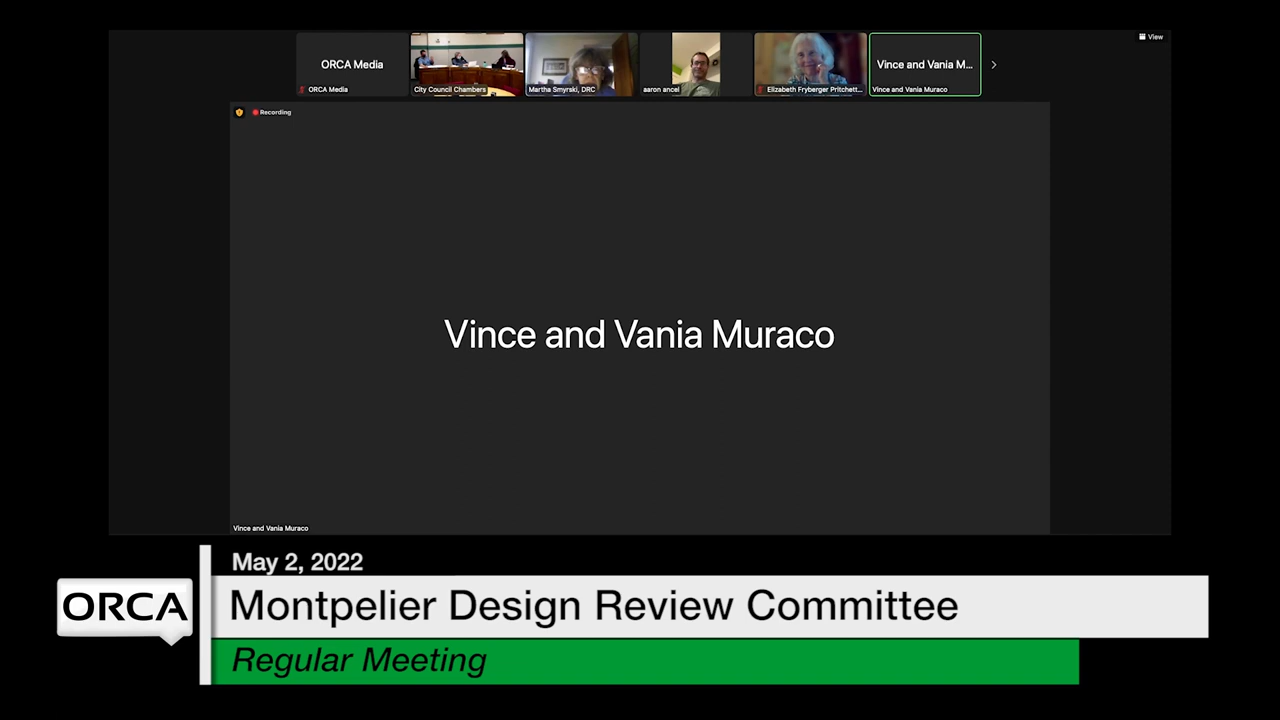 View
ORCA Media
ORCA Media
City Council Chambers
Martha Smyrski, DRC
aaron ancel
Elizabeth Fryberger Pritchett...
Vince and Vania M...
Vince and Vania Muraco
Recording
Vince and Vania Muraco
Vince and Vania Muraco
May 2, 2022
ORCA
Montpelier Design Review Committee
Regular Meeting